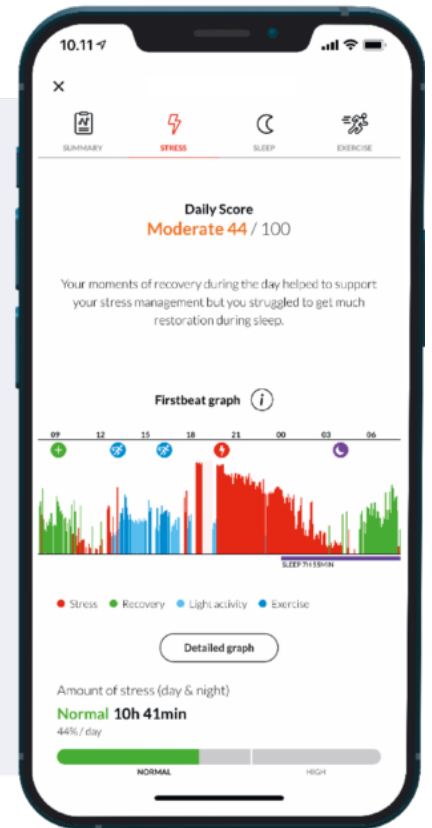 10.11
SUMMARY STRESS SLEEP EXERCISE
Daily Score
Moderate 44 / 100
Your moments of recovery during the day helped to support
your stress management but you struggled to get much
restoration during sleep.
Firstbeat graph i
09 12 15 18 21 00 03 06
SLEEP 7H 55MIN
Stress Recovery Light activity Exercise
Detailed graph
Amount of stress (day & night)
Normal 10h 41min
44% / day
NORMAL HIGH